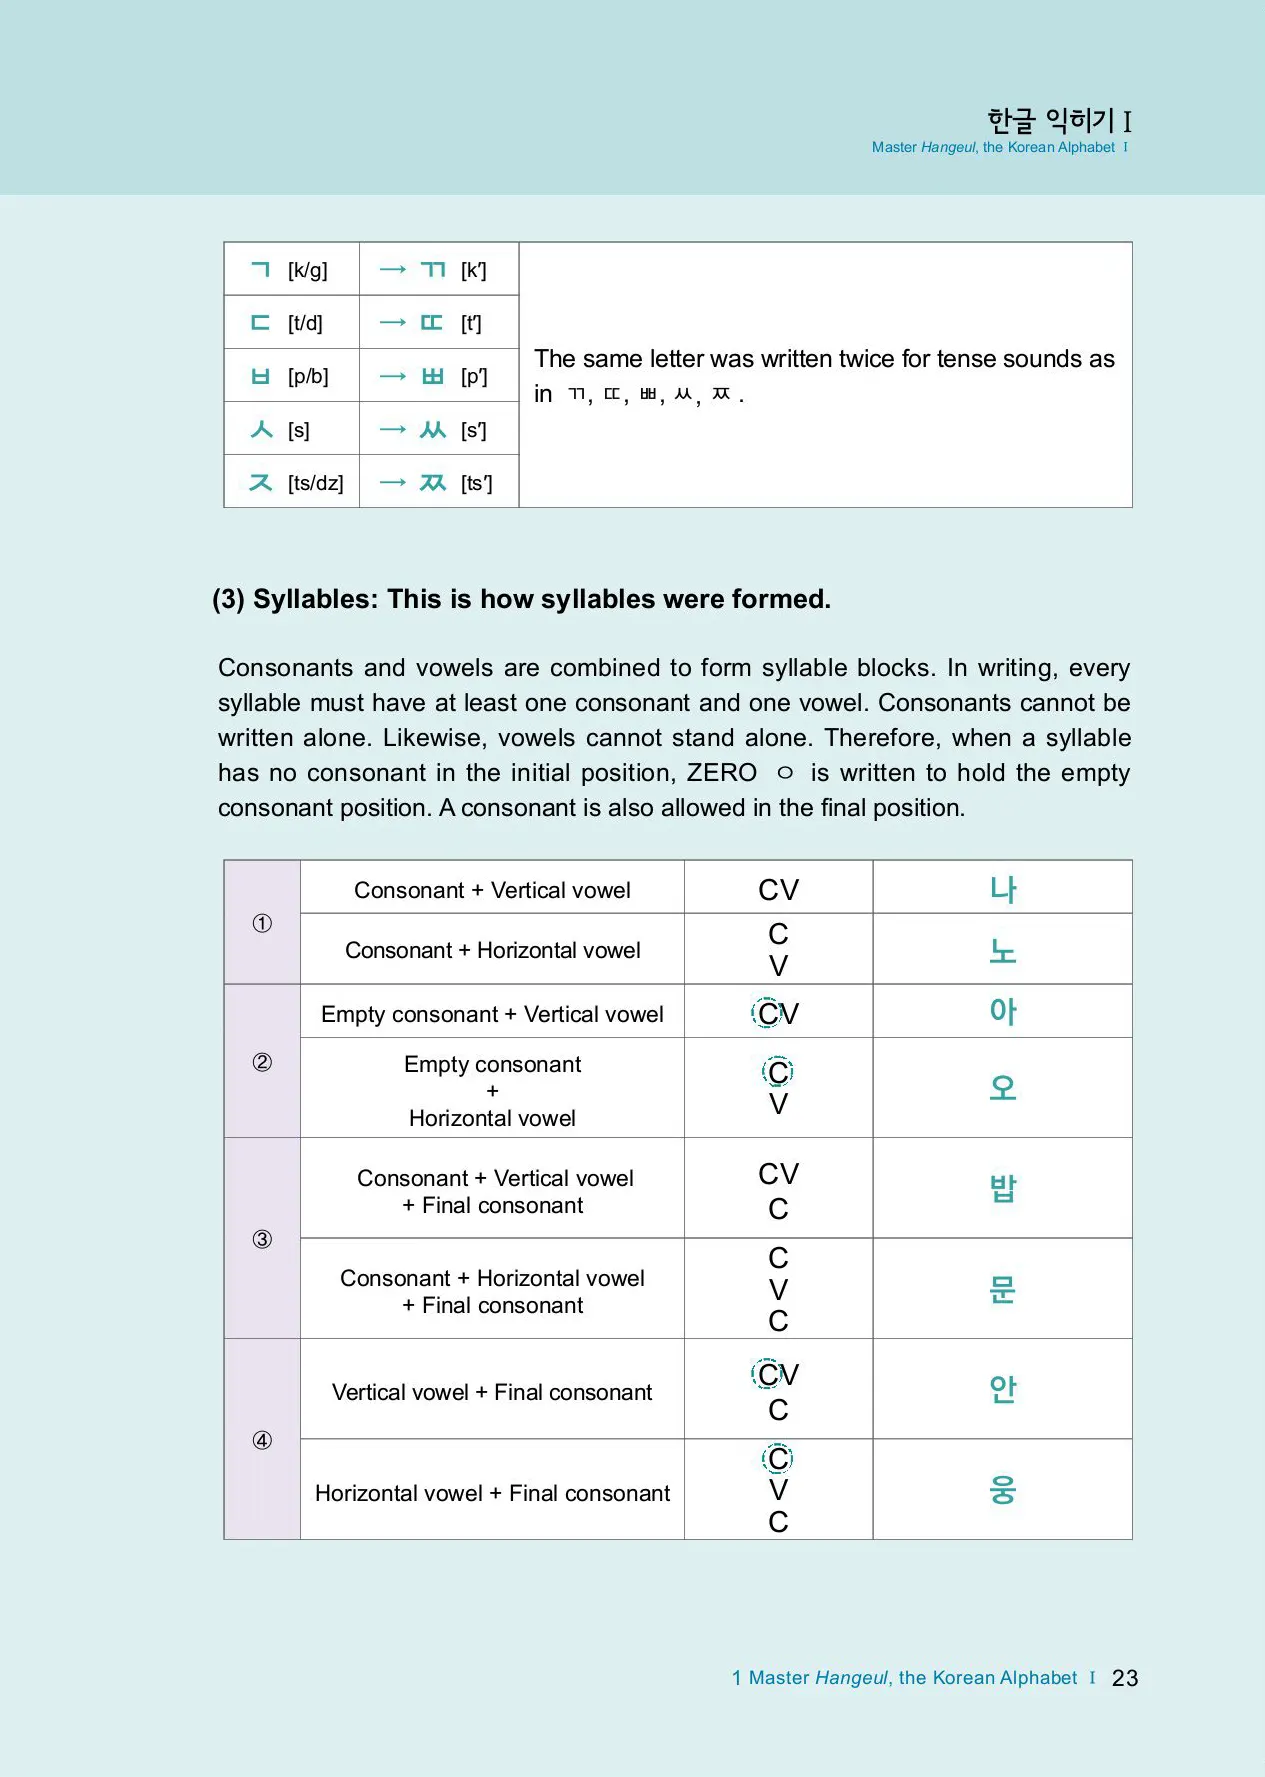 한글 익히기 I
Master Hangeul, the Korean Alphabet I
ㄱ [k/g] → ㄲ [k′]
ㄷ [t/d] → ㄸ [t′]
ㅂ [p/b] → ㅃ [p′]
ㅅ [s] → ㅆ [s′]
ㅈ [ts/dz] → ㅉ [ts′]
The same letter was written twice for tense sounds as
in ㄲ, ㄸ, ㅃ, ㅆ, ㅉ .
(3) Syllables: This is how syllables were formed.
Consonants and vowels are combined to form syllable blocks. In writing, every
syllable must have at least one consonant and one vowel. Consonants cannot be
written alone. Likewise, vowels cannot stand alone. Therefore, when a syllable
has no consonant in the initial position, ZERO ㅇ is written to hold the empty
consonant position. A consonant is also allowed in the final position.
①
Consonant + Vertical vowel CV 나
Consonant + Horizontal vowel
C
V
노
②
Empty consonant + Vertical vowel CV 아
Empty consonant
+
Horizontal vowel
C
V
오
③
Consonant + Vertical vowel
+ Final consonant
CV
C
밥
Consonant + Horizontal vowel
+ Final consonant
C
V
C
문
④
Vertical vowel + Final consonant
CV
C
안
Horizontal vowel + Final consonant
C
V
C
웅
1 Master Hangeul, the Korean Alphabet I 23